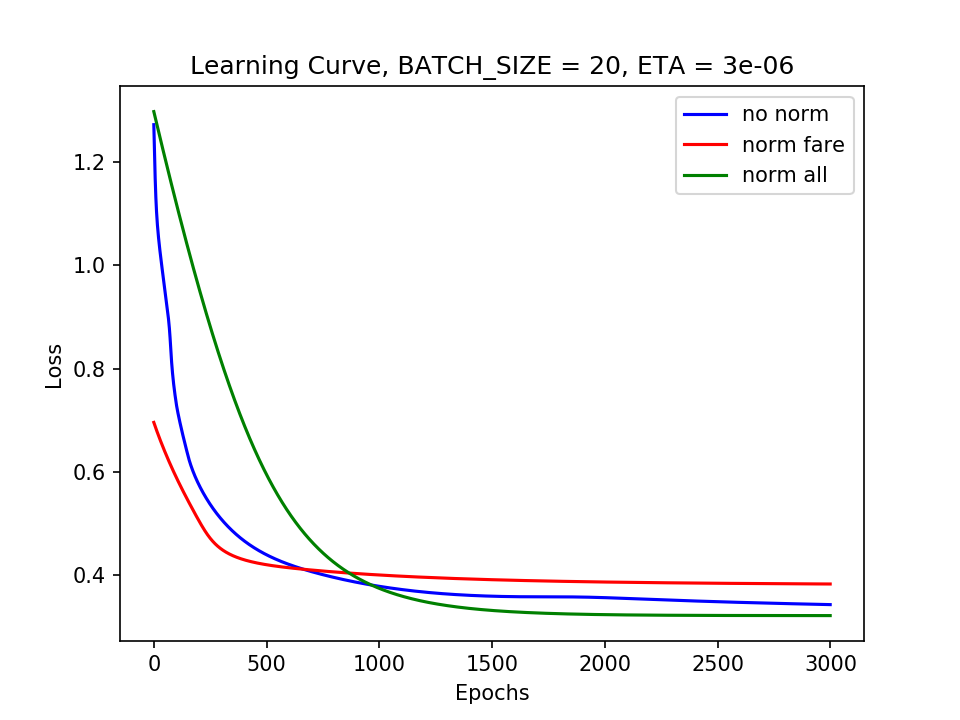 Learning Curve, BATCH_SIZE = 20, ETA = 3e-06
no norm
norm fare
norm all
Loss
1.2
1.0
0.8
0.6
0.4
0
500
1000
1500
2000
2500
3000
Epochs